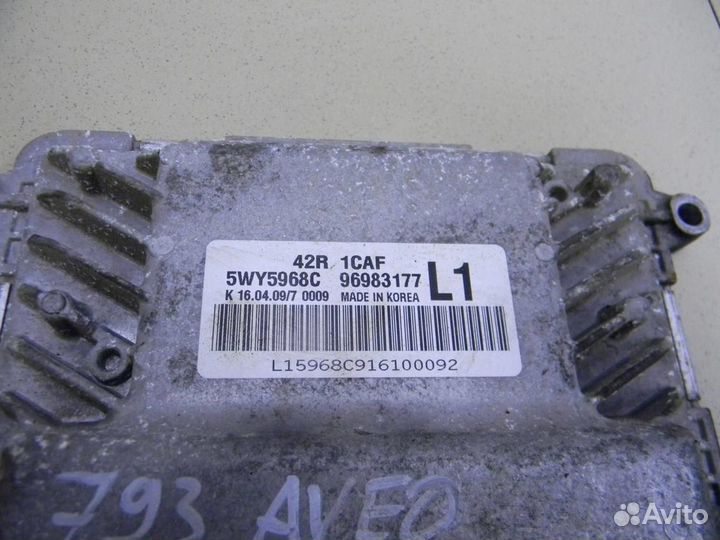 42R 1CAF
5WY5968C 96983177 L1
K 16.04.09/7 0009 MADE IN KOREA
L15968C916100092
793 AVEO
Avito